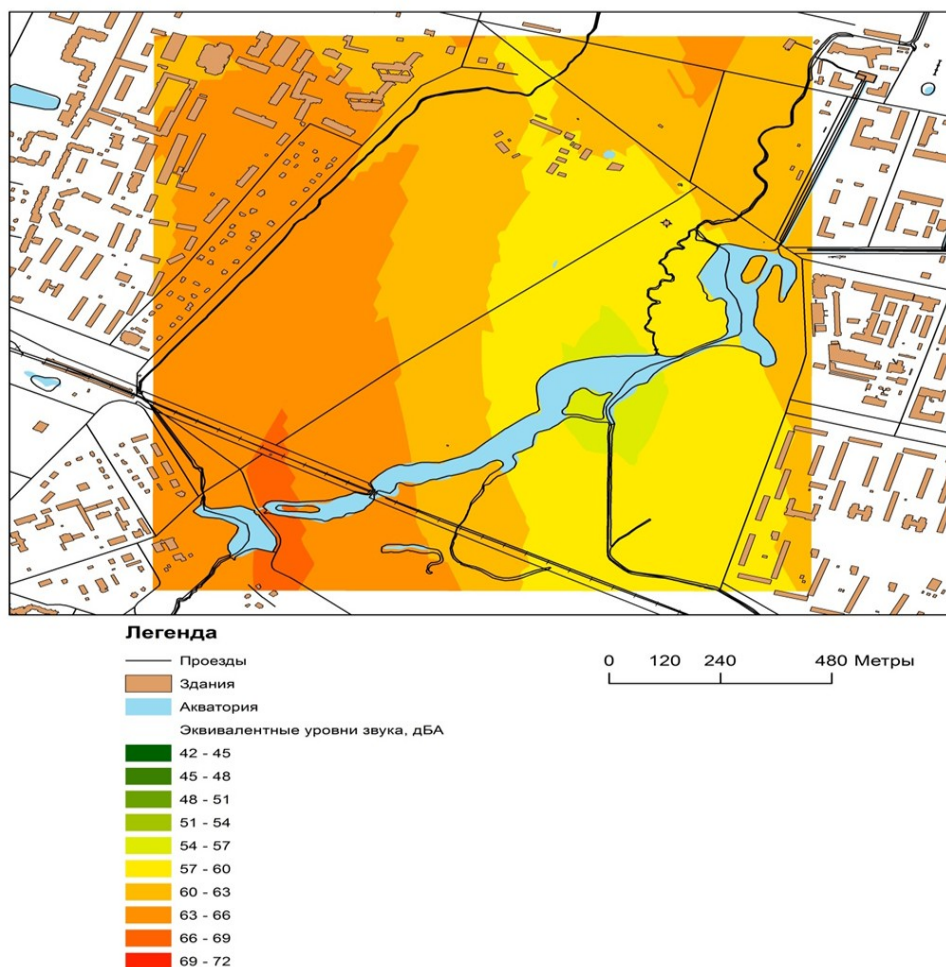 Легенда
Проезды
Здания
Акватория
Эквивалентные уровни звука, дБА
42 - 45
45 - 48
48 - 51
51 - 54
54 - 57
57 - 60
60 - 63
63 - 66
66 - 69
69 - 72
0 120 240 480 Метры